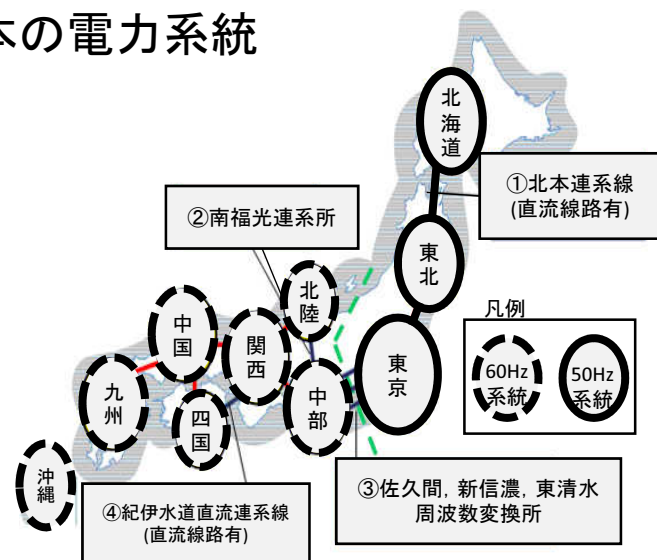 本の電力系統
北海道
①北本連系線
(直流線路有)
②南福光連系所
東北
北陸
凡例
中国
関西
東京
60Hz
系統
50Hz
系統
九州
四国
中部
沖縄
③佐久間, 新信濃, 東清水
周波数変換所
④紀伊水道直流連系線
(直流線路有)